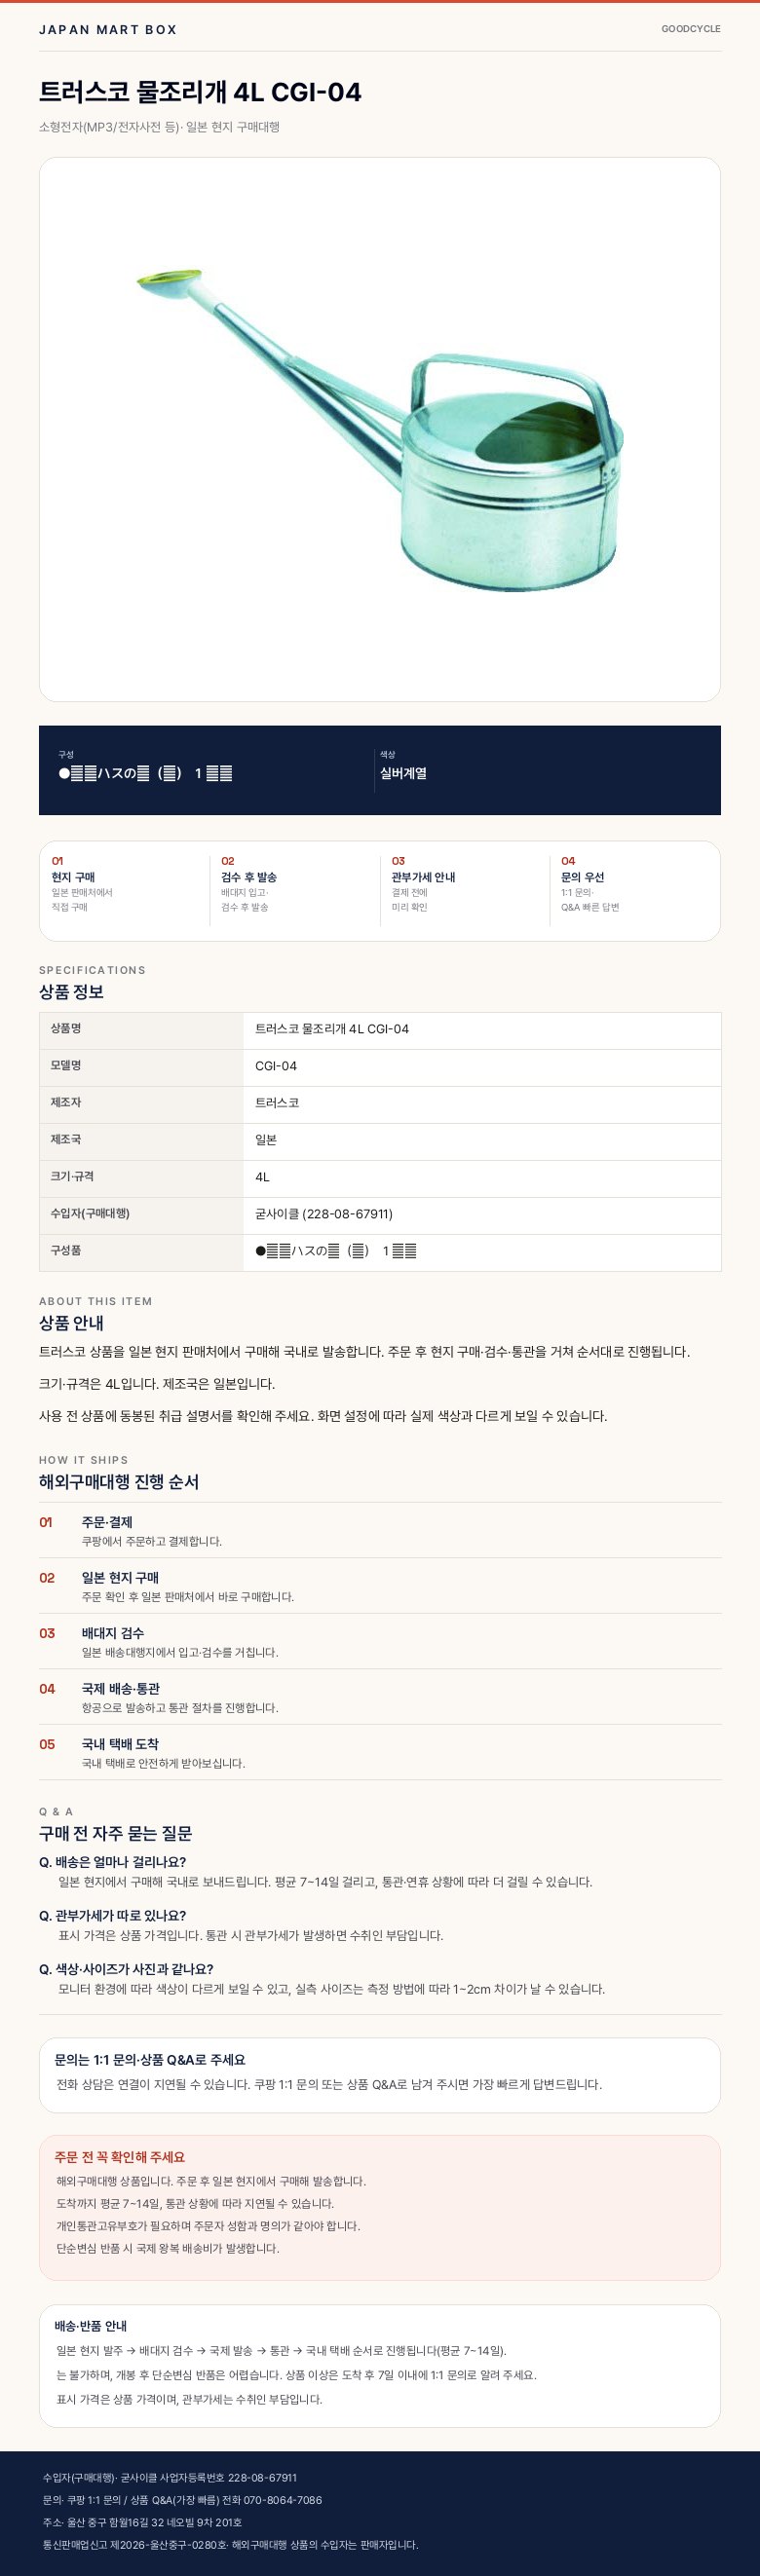 JAPAN MART BOX
GOODCYCLE
트러스코 물조리개 4L CGI-04
소형전자(MP3/전자사전 등)· 일본 현지 구매대행
구성
ハスの ( ) 1
색상
실버계열
01
현지 구매
일본 판매처에서
직접 구매
02
검수 후 발송
배대지 입고·
검수 후 발송
03
관부가세 안내
결제 전에
미리 확인
04
문의 우선
1:1 문의·
Q&A 빠른 답변
SPECIFICATIONS
상품 정보
상품명 트러스코 물조리개 4L CGI-04
모델명 CGI-04
제조자 트러스코
제조국 일본
크기·규격 4L
수입자(구매대행) 굳사이클 (228-08-67911)
구성품 ●ハスの ( ) 1
ABOUT THIS ITEM
상품 안내
트러스코 상품을 일본 현지 판매처에서 구매해 국내로 발송합니다. 주문 후 현지 구매·검수·통관을 거쳐 순서대로 진행됩니다.
크기·규격은 4L입니다. 제조국은 일본입니다.
사용 전 상품에 동봉된 취급 설명서를 확인해 주세요. 화면 설정에 따라 실제 색상과 다르게 보일 수 있습니다.
HOW IT SHIPS
해외구매대행 진행 순서
01 주문·결제
쿠팡에서 주문하고 결제합니다.
02 일본 현지 구매
주문 확인 후 일본 판매처에서 바로 구매합니다.
03 배대지 검수
일본 배송대행지에서 입고·검수를 거칩니다.
04 국제 배송·통관
항공으로 발송하고 통관 절차를 진행합니다.
05 국내 택배 도착
국내 택배로 안전하게 받아보십니다.
Q & A
구매 전 자주 묻는 질문
Q. 배송은 얼마나 걸리나요?
일본 현지에서 구매해 국내로 보내드립니다. 평균 7~14일 걸리고, 통관·연휴 상황에 따라 더 걸릴 수 있습니다.
Q. 관부가세가 따로 있나요?
표시 가격은 상품 가격입니다. 통관 시 관부가세가 발생하면 수취인 부담입니다.
Q. 색상·사이즈가 사진과 같나요?
모니터 환경에 따라 색상이 다르게 보일 수 있고, 실측 사이즈는 측정 방법에 따라 1~2cm 차이가 날 수 있습니다.
문의는 1:1 문의·상품 Q&A로 주세요
전화 상담은 연결이 지연될 수 있습니다. 쿠팡 1:1 문의 또는 상품 Q&A로 남겨 주시면 가장 빠르게 답변드립니다.
주문 전 꼭 확인해 주세요
해외구매대행 상품입니다. 주문 후 일본 현지에서 구매해 발송합니다.
도착까지 평균 7~14일, 통관 상황에 따라 지연될 수 있습니다.
개인통관고유부호가 필요하며 주문자 성함과 명의가 같아야 합니다.
단순변심 반품 시 국제 왕복 배송비가 발생합니다.
배송·반품 안내
일본 현지 발주 → 배대지 검수 → 국제 발송 → 통관 → 국내 택배 순서로 진행됩니다(평균 7~14일).
는 불가하며, 개봉 후 단순변심 반품은 어렵습니다. 상품 이상은 도착 후 7일 이내에 1:1 문의로 알려 주세요.
표시 가격은 상품 가격이며, 관부가세는 수취인 부담입니다.
수입자(구매대행)· 굳사이클 사업자등록번호 228-08-67911
문의· 쿠팡 1:1 문의 / 상품 Q&A(가장 빠름) 전화 070-8064-7086
주소· 울산 중구 함월16길 32 네오빌 9차 201호
통신판매업신고 제2026-울산중구-0280호· 해외구매대행 상품의 수입자는 판매자입니다.